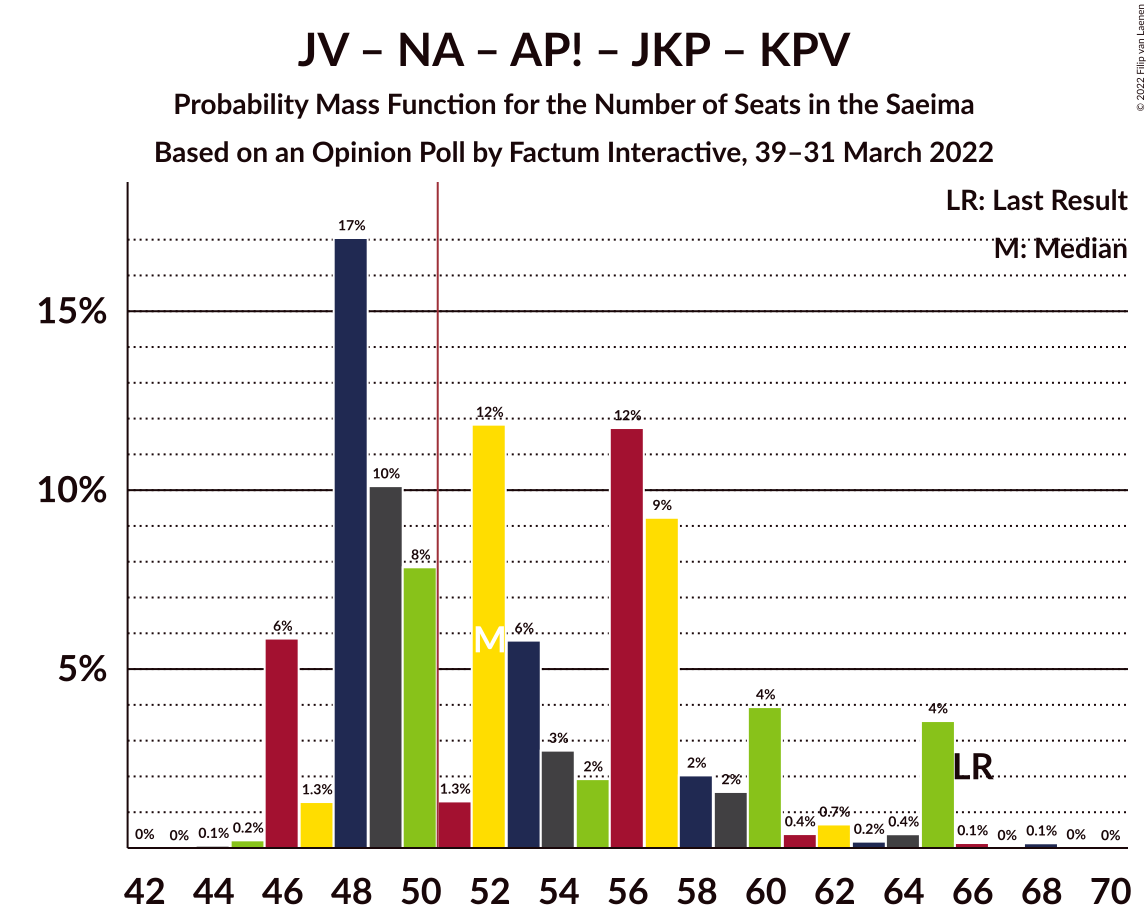 JV – NA – AP! – JKP – KPV
Probability Mass Function for the Number of Seats in the Saeima
Based on an Opinion Poll by Factum Interactive, 39–31 March 2022
© 2022 Filip van Laenen
LR: Last Result
M: Median
15%
10%
5%
0% 0% 0.1% 0.2% 6% 1.3% 17% 10% 8% 1.3% 12% 6% 3% 2% 12% 9% 2% 2% 4% 0.4% 0.7% 0.2% 0.4% 4% 0.1% 0% 0.1% 0% 0%
M
LR
42 44 46 48 50 52 54 56 58 60 62 64 66 68 70